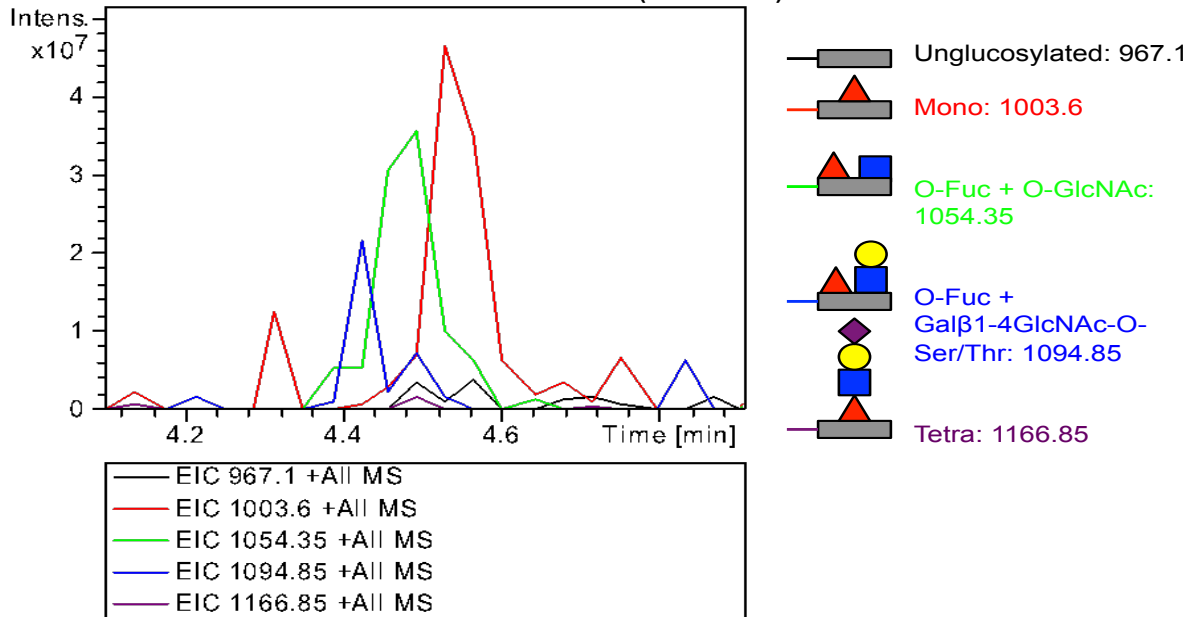 Intens.
x10⁷
4
3
2
1
0
4.2
4.4
4.6
Time [min]
EIC 967.1 +All MS
EIC 1003.6 +All MS
EIC 1054.35 +All MS
EIC 1094.85 +All MS
EIC 1166.85 +All MS
Unglucosylated: 967.1
Mono: 1003.6
O-Fuc + O-GlcNAc:
1054.35
O-Fuc +
Galβ1-4GlcNAc-O-
Ser/Thr: 1094.85
Tetra: 1166.85